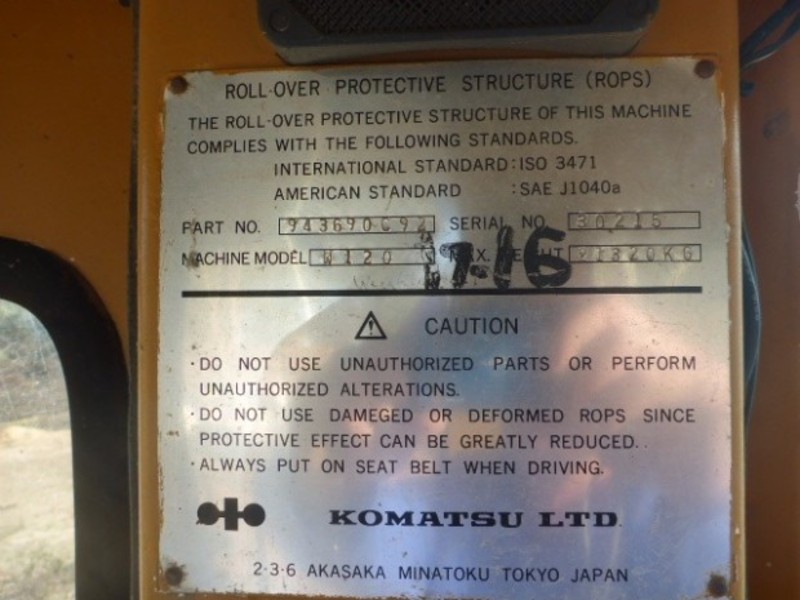 ROLL-OVER PROTECTIVE STRUCTURE (ROPS)
THE ROLL-OVER PROTECTIVE STRUCTURE OF THIS MACHINE
COMPLIES WITH THE FOLLOWING STANDARDS.
INTERNATIONAL STANDARD : ISO 3471
AMERICAN STANDARD : SAE J1040a
PART NO. 943690C92 SERIAL NO. 30215
MACHINE MODEL W120 MAX.
17-16
CAUTION
· DO NOT USE UNAUTHORIZED PARTS OR PERFORM
UNAUTHORIZED ALTERATIONS.
· DO NOT USE DAMEGED OR DEFORMED ROPS SINCE
PROTECTIVE EFFECT CAN BE GREATLY REDUCED.
· ALWAYS PUT ON SEAT BELT WHEN DRIVING.
KOMATSU LTD.
2-3-6 AKASAKA MINATOKU TOKYO JAPAN